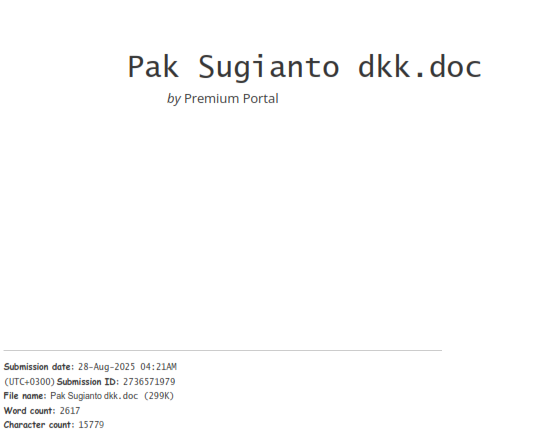 Pak Sugianto dkk.doc
by Premium Portal
Submission date: 28-Aug-2025 04:21AM
(UTC+0300) Submission ID: 2736571979
File name: Pak Sugianto dkk.doc (299K)
Word count: 2617
Character count: 15779